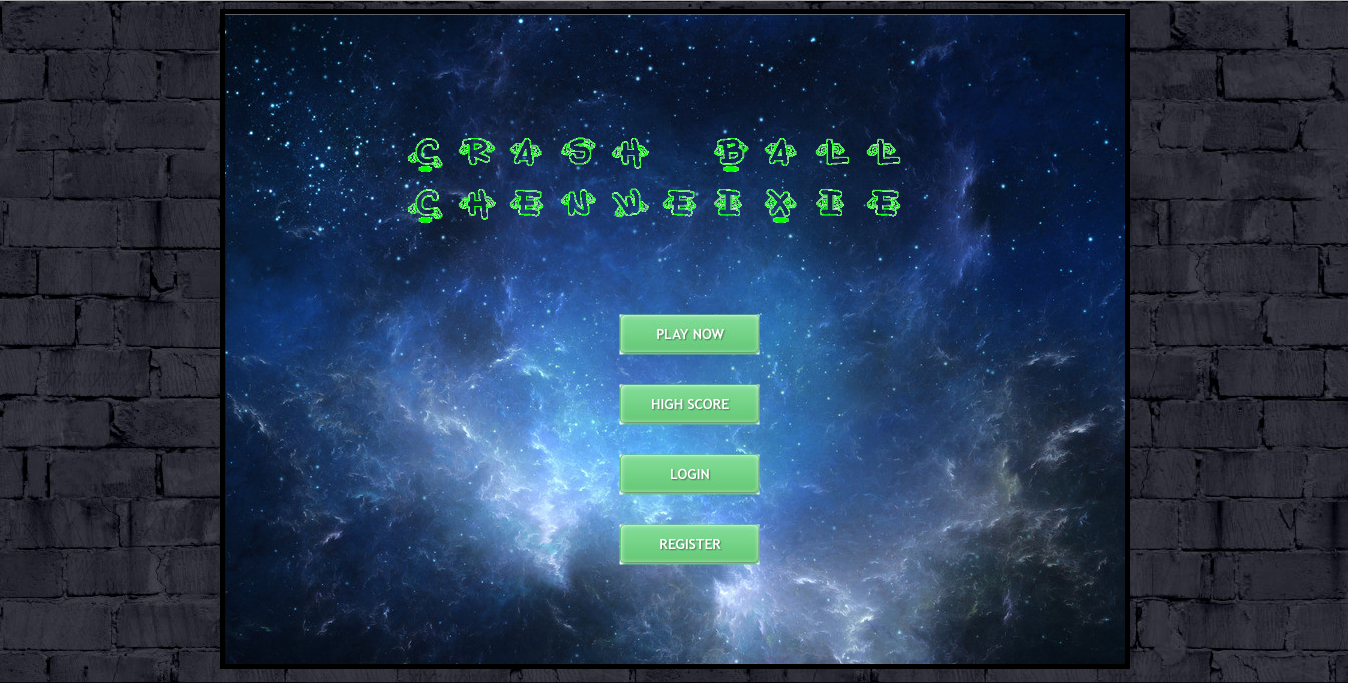 CRASH BALL
CHENWEIXIE
PLAY NOW
HIGH SCORE
LOGIN
REGISTER